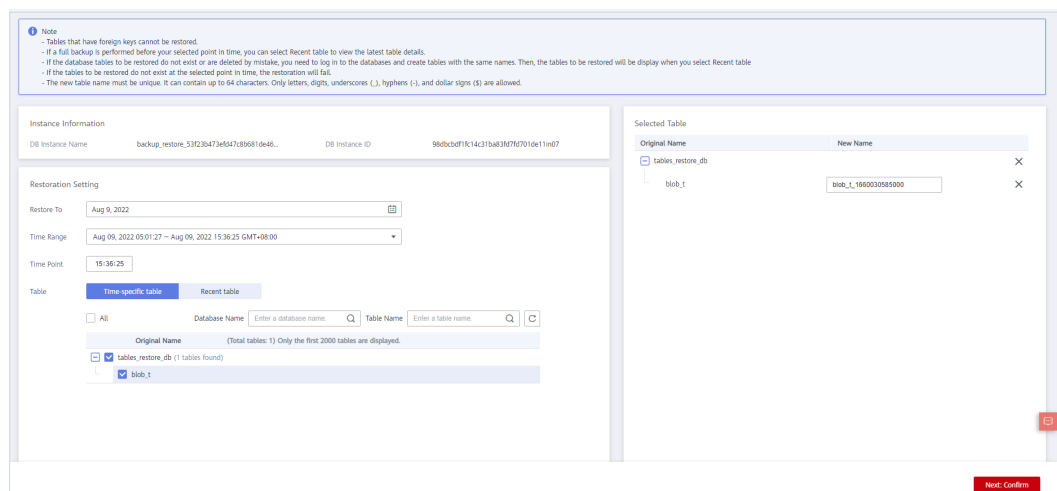 Note
- Tables that have foreign keys cannot be restored.
- If a full backup is performed before your selected point in time, you can select Recent table to view the latest table details.
- If the database tables to be restored do not exist or are deleted by mistake, you need to log in to the databases and create tables with the same names. Then, the tables to be restored will be display when you select Recent table
- If the tables to be restored do not exist at the selected point in time, the restoration will fail.
- The new table name must be unique. It can contain up to 64 characters. Only letters, digits, underscores (_), hyphens (-), and dollar signs ($) are allowed.
Instance Information
DB Instance Name backup_restore_53f23b473efd47c8b681de46... DB Instance ID 98dbcbdf1fc14c31ba83fd7fd701de11in07
Restoration Setting
Restore To Aug 9, 2022
Time Range Aug 09, 2022 05:01:27 – Aug 09, 2022 15:36:25 GMT+08:00
Time Point 15:36:25
Table Time-specific table Recent table
All Database Name Enter a database name. Table Name Enter a table name.
Original Name (Total tables: 1) Only the first 2000 tables are displayed.
tables_restore_db (1 tables found)
blob_t
Selected Table
Original Name New Name
tables_restore_db
blob_t blob_t_1660030585000
Next: Confirm